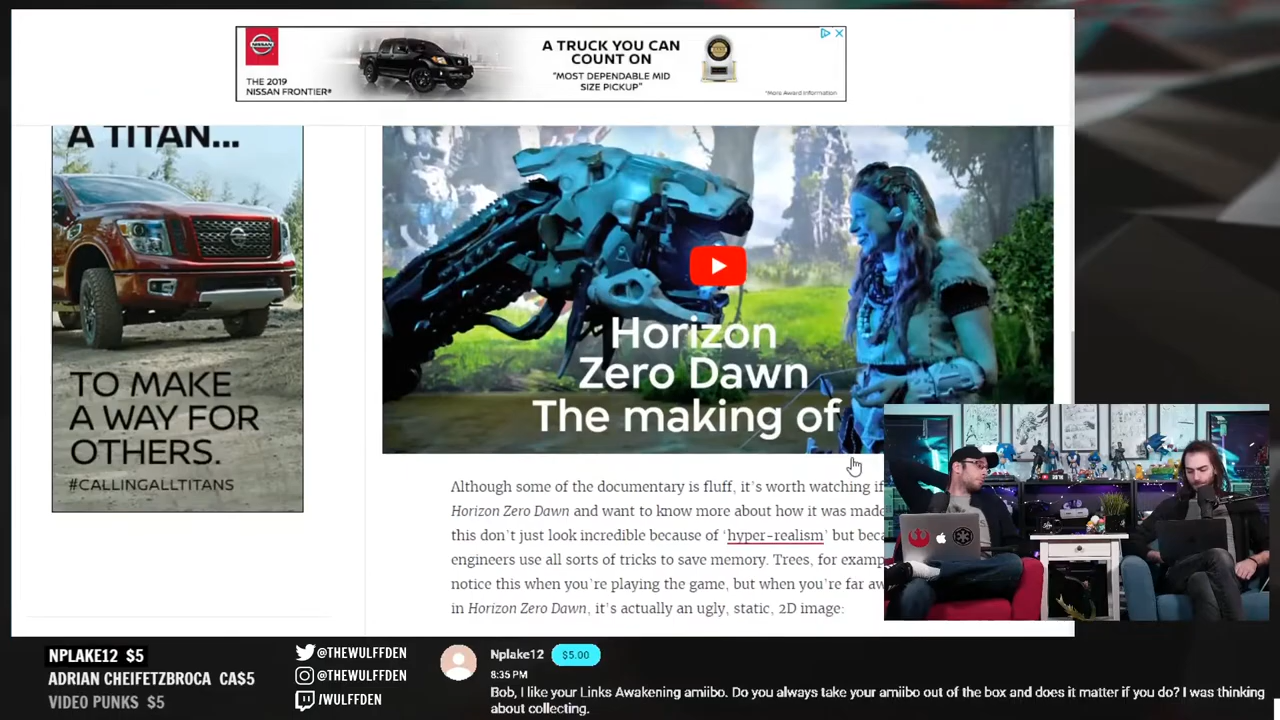 NISSAN
THE 2019
NISSAN FRONTIER®
A TRUCK YOU CAN
COUNT ON
"MOST DEPENDABLE MID
SIZE PICKUP"
*More Award Information
A TITAN...
TO MAKE
A WAY FOR
OTHERS.
#CALLINGALLTITANS
Horizon
Zero Dawn
The making of
Although some of the documentary is fluff, it's worth watching if
Horizon Zero Dawn and want to know more about how it was made
this don't just look incredible because of 'hyper-realism' but beca
engineers use all sorts of tricks to save memory. Trees, for examp
notice this when you're playing the game, but when you're far aw
in Horizon Zero Dawn, it's actually an ugly, static, 2D image:
NPLAKE12 $5
ADRIAN CHEIFETZBROCA CA$5
VIDEO PUNKS $5
@THEWULFFDEN
@THEWULFFDEN
/WULFFDEN
Nplake12 $5.00
8:35 PM
Bob, I like your Links Awakening amiibo. Do you always take your amiibo out of the box and does it matter if you do? I was thinking
about collecting.